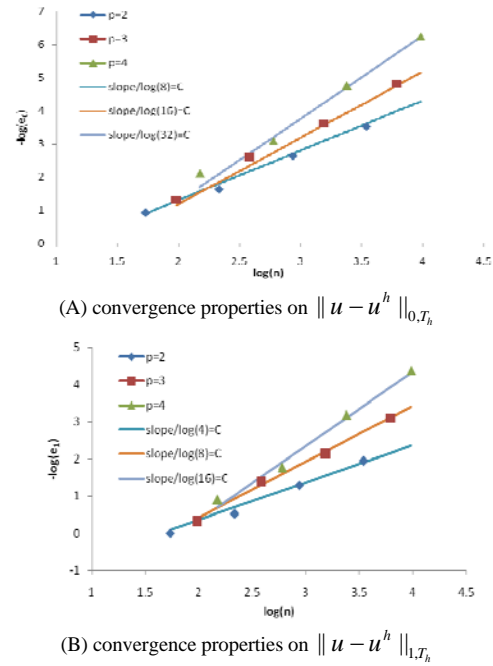 -log(e₀)
7
6
5
4
3
2
1
0
p=2
p=3
p=4
slope/log(8)=C
slope/log(16)=C
slope/log(32)=C
1 1.5 2 2.5 3 3.5 4 4.5
log(n)
(A) convergence properties on ‖ u − uʰ ‖₀,Tₕ
-log(e₁)
5
4
3
2
1
0
-1
p=2
p=3
p=4
slope/log(4)=C
slope/log(8)=C
slope/log(16)=C
1 1.5 2 2.5 3 3.5 4 4.5
log(n)
(B) convergence properties on ‖ u − uʰ ‖₁,Tₕ